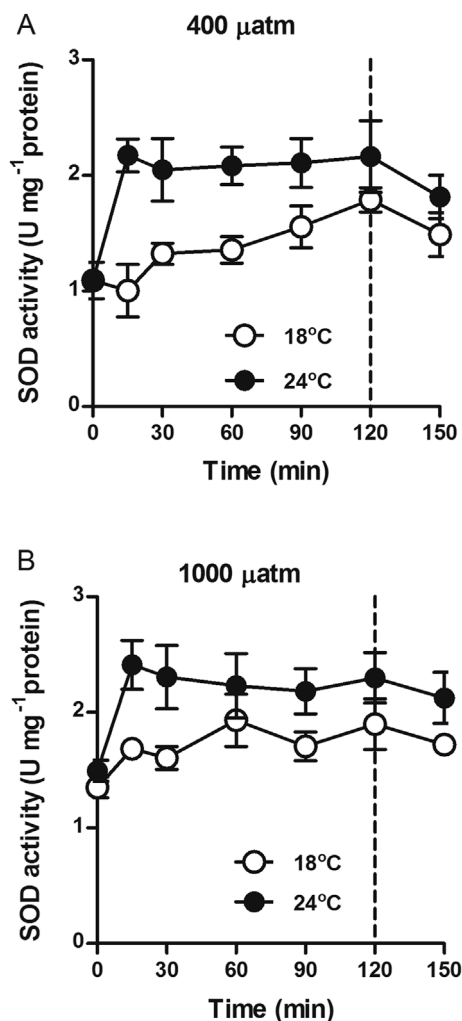 A
400 μatm
SOD activity (U mg⁻¹ protein)
3
2
1
0
18°C
24°C
0 30 60 90 120 150
Time (min)
B
1000 μatm
SOD activity (U mg⁻¹ protein)
3
2
1
0
18°C
24°C
0 30 60 90 120 150
Time (min)